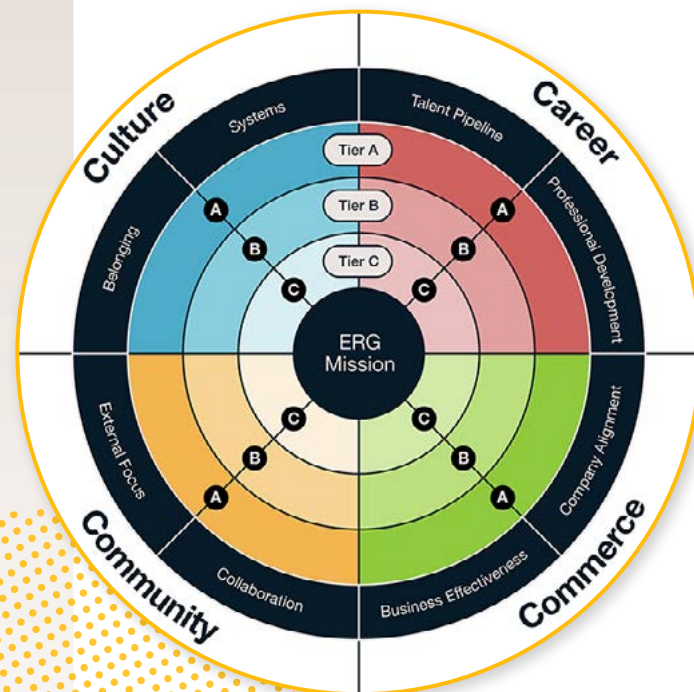 Culture
Career
Systems
Talent Pipeline
Belonging
Professional Development
Tier A
Tier B
Tier C
A
B
C
A
B
C
ERG
Mission
C
B
A
C
B
A
External Focus
Company Alignment
Collaboration
Business Effectiveness
Community
Commerce